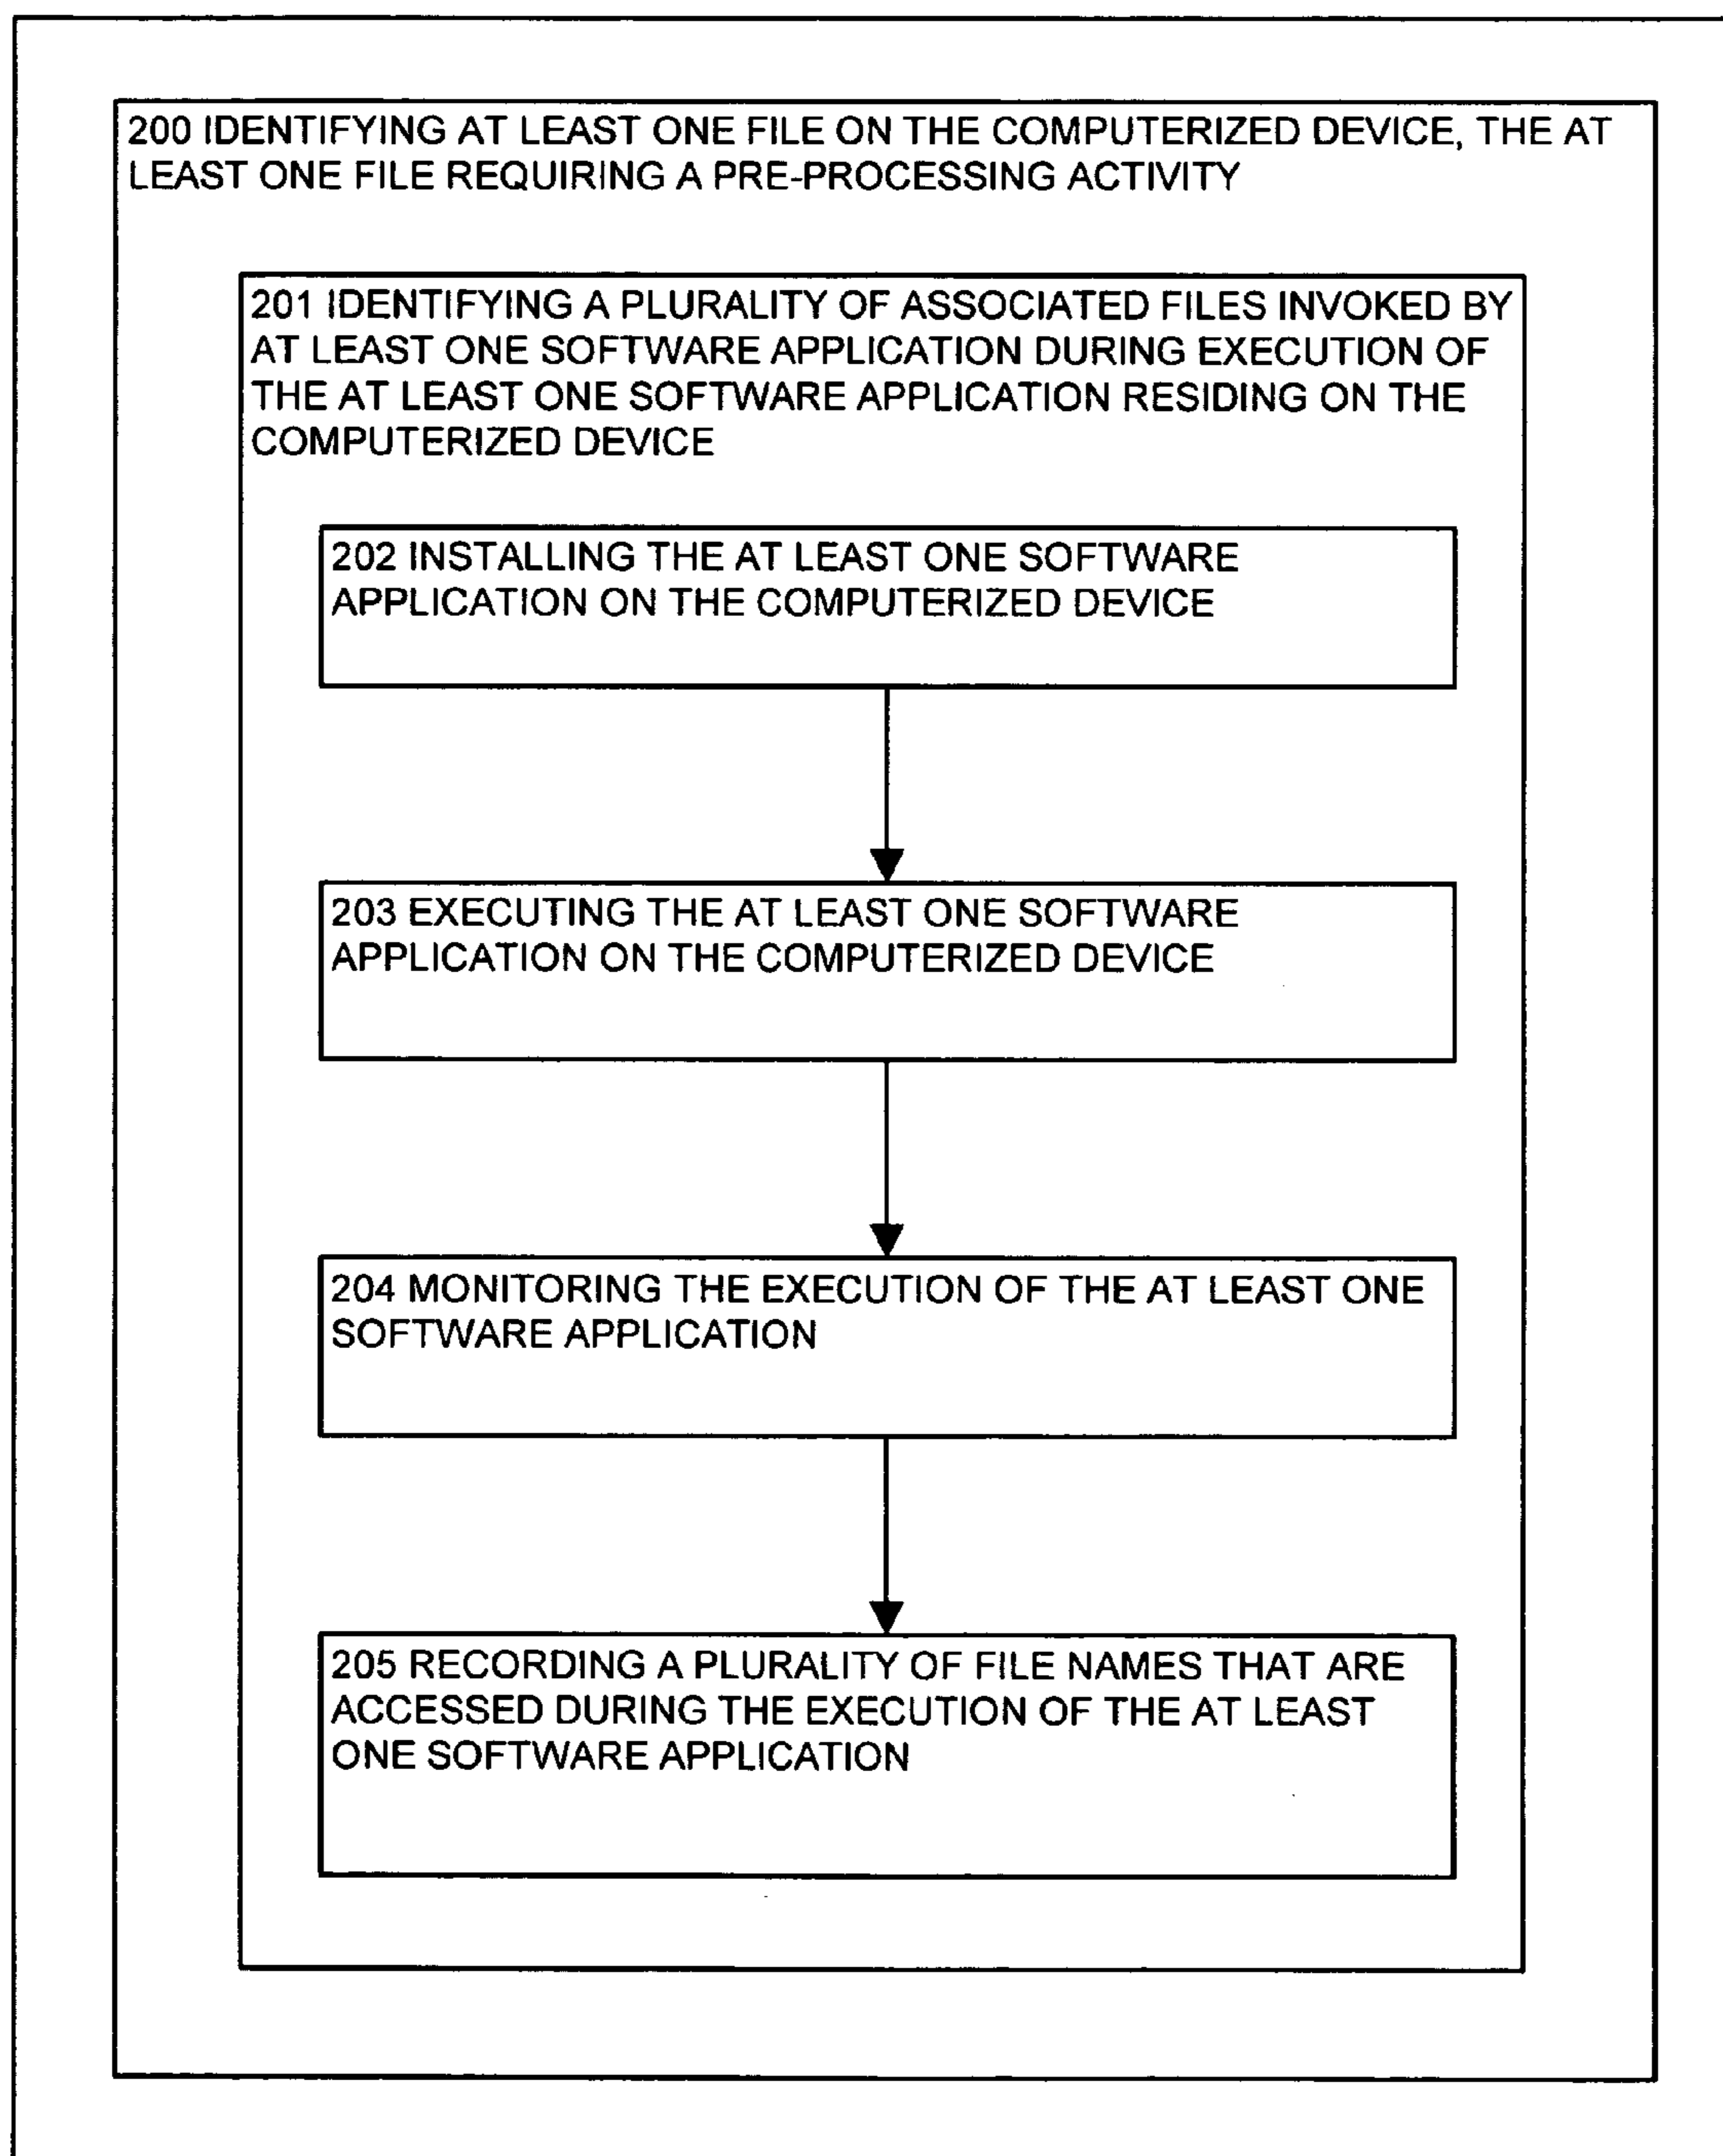 200 IDENTIFYING AT LEAST ONE FILE ON THE COMPUTERIZED DEVICE, THE AT
LEAST ONE FILE REQUIRING A PRE-PROCESSING ACTIVITY
201 IDENTIFYING A PLURALITY OF ASSOCIATED FILES INVOKED BY
AT LEAST ONE SOFTWARE APPLICATION DURING EXECUTION OF
THE AT LEAST ONE SOFTWARE APPLICATION RESIDING ON THE
COMPUTERIZED DEVICE
202 INSTALLING THE AT LEAST ONE SOFTWARE
APPLICATION ON THE COMPUTERIZED DEVICE
203 EXECUTING THE AT LEAST ONE SOFTWARE
APPLICATION ON THE COMPUTERIZED DEVICE
204 MONITORING THE EXECUTION OF THE AT LEAST ONE
SOFTWARE APPLICATION
205 RECORDING A PLURALITY OF FILE NAMES THAT ARE
ACCESSED DURING THE EXECUTION OF THE AT LEAST
ONE SOFTWARE APPLICATION